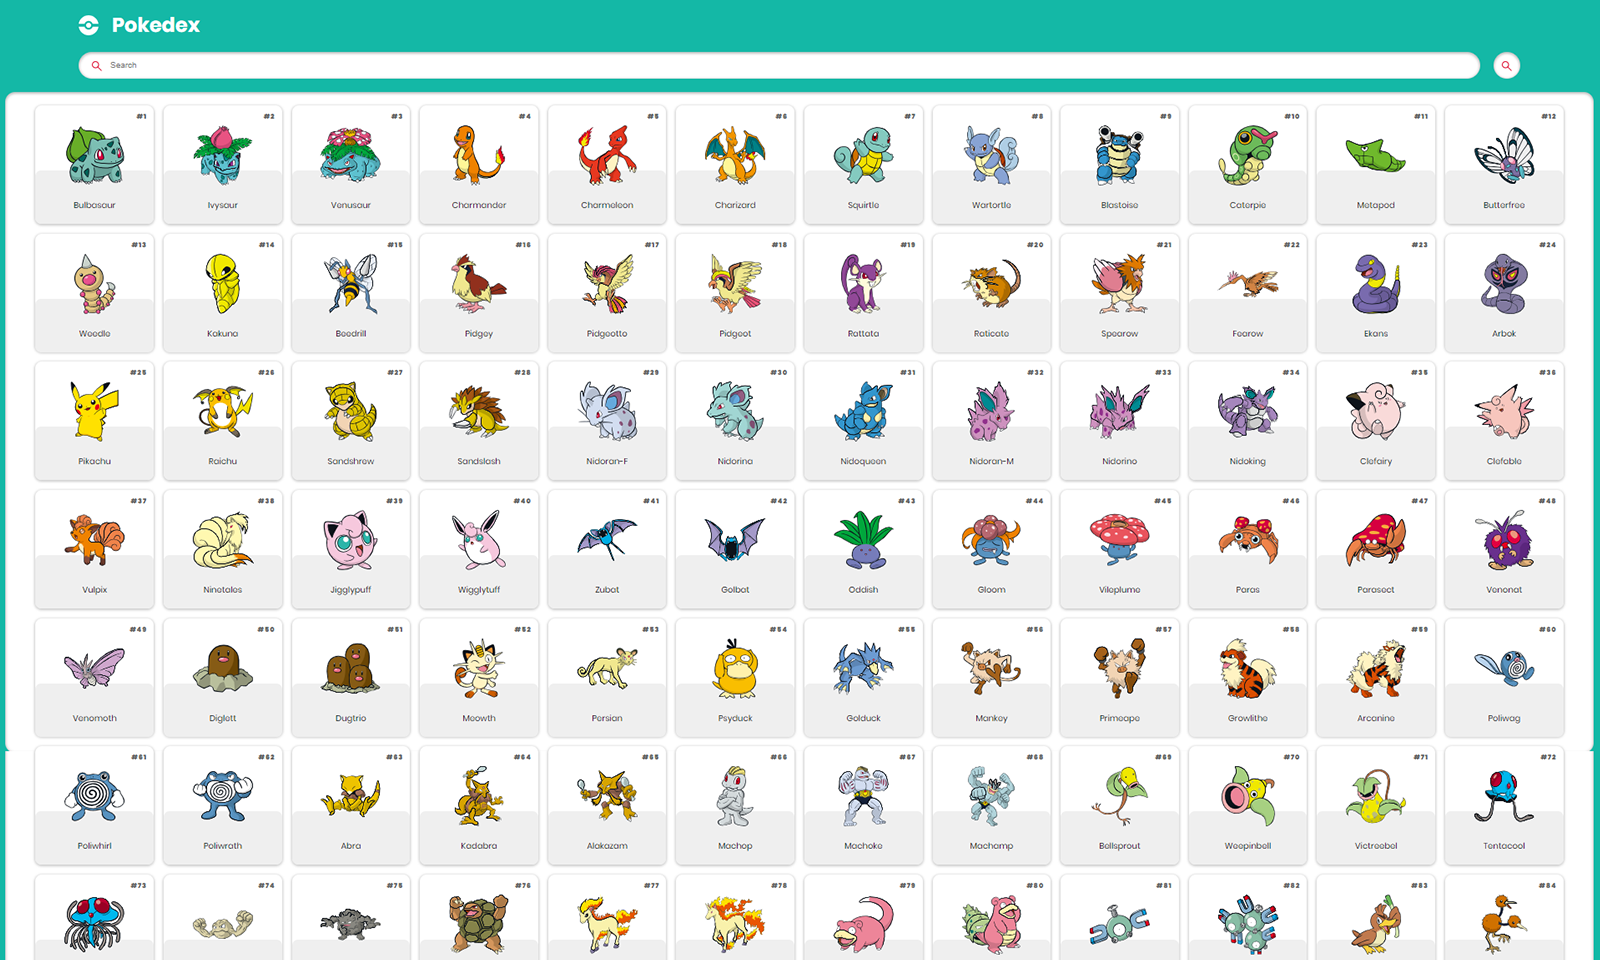 Pokedex
Search
#1 #2 #3 #4 #5 #6 #7 #8 #9 #10 #11 #12
Bulbasaur Ivysaur Venusaur Charmander Charmeleon Charizard Squirtle Wartortle Blastoise Caterpie Metapod Butterfree
#13 #14 #15 #16 #17 #18 #19 #20 #21 #22 #23 #24
Weedle Kakuna Beedrill Pidgey Pidgeotto Pidgeot Rattata Raticate Spearow Fearow Ekans Arbok
#25 #26 #27 #28 #29 #30 #31 #32 #33 #34 #35 #36
Pikachu Raichu Sandshrew Sandslash Nidoran-F Nidorina Nidoqueen Nidoran-M Nidorino Nidoking Clefairy Clefable
#37 #38 #39 #40 #41 #42 #43 #44 #45 #46 #47 #48
Vulpix Ninetales Jigglypuff Wigglytuff Zubat Golbat Oddish Gloom Vileplume Paras Parasect Venonat
#49 #50 #51 #52 #53 #54 #55 #56 #57 #58 #59 #60
Venomoth Diglett Dugtrio Meowth Persian Psyduck Golduck Mankey Primeape Growlithe Arcanine Poliwag
#61 #62 #63 #64 #65 #66 #67 #68 #69 #70 #71 #72
Poliwhirl Poliwrath Abra Kadabra Alakazam Machop Machoke Machamp Bellsprout Weepinbell Victreebel Tentacool
#73 #74 #75 #76 #77 #78 #79 #80 #81 #82 #83 #84